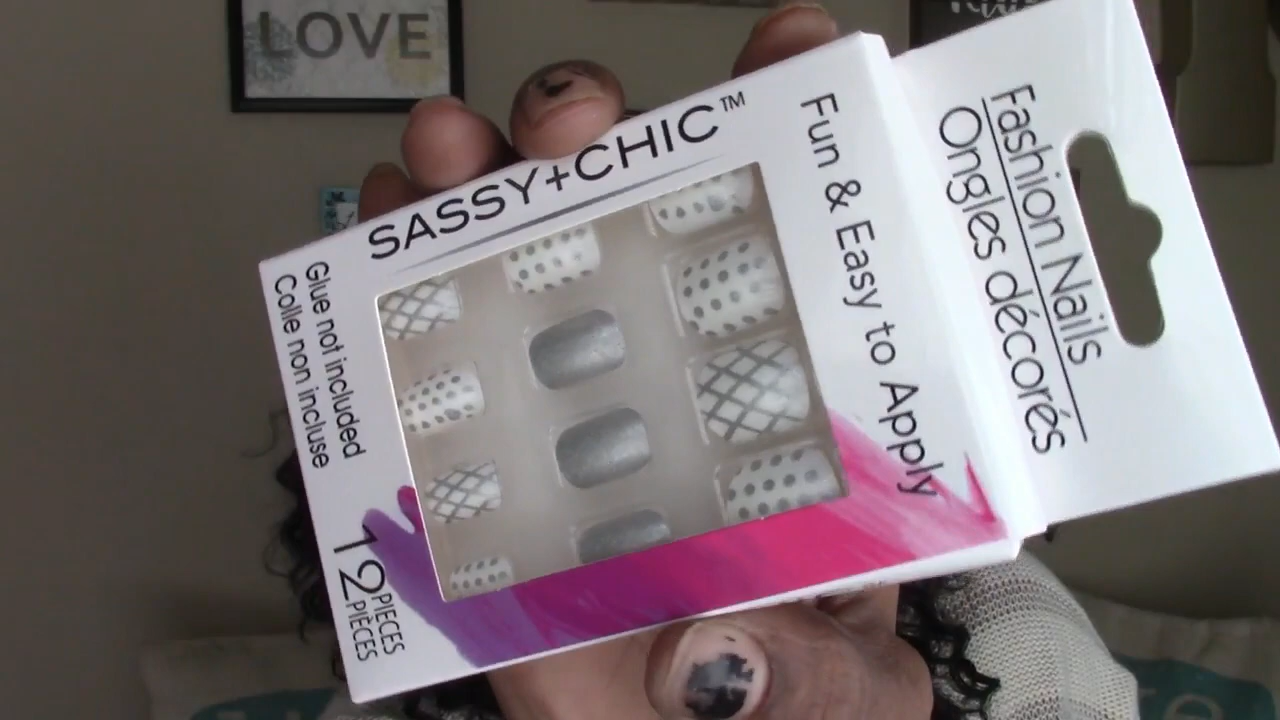 LOVE
SASSY+CHIC™
Fun & Easy to Apply
Fashion Nails
Ongles décorés
Glue not included
Colle non incluse
12 PIECES
PIÈCES